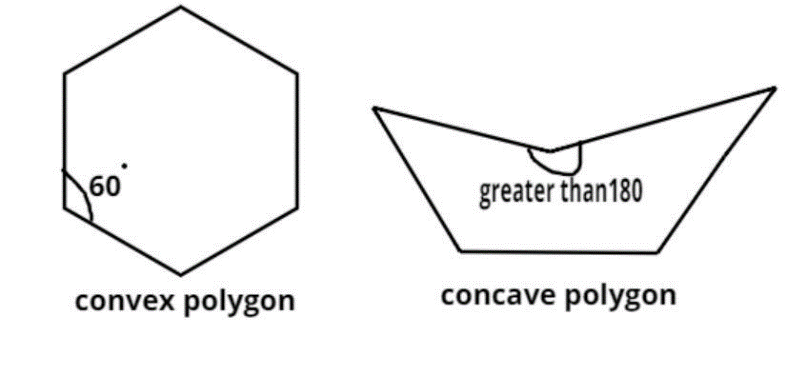 60°
greater than180
convex polygon
concave polygon